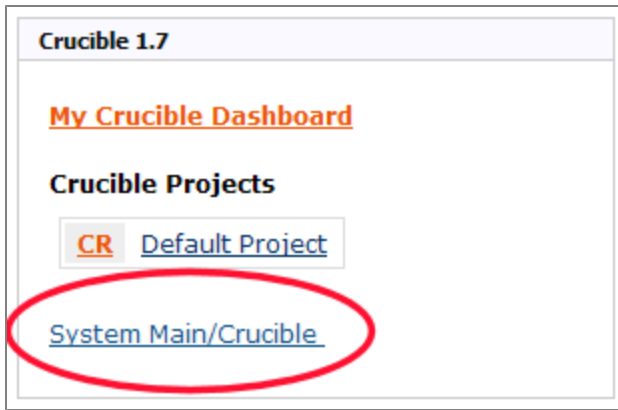 Crucible 1.7
My Crucible Dashboard
Crucible Projects
CR Default Project
System Main/Crucible